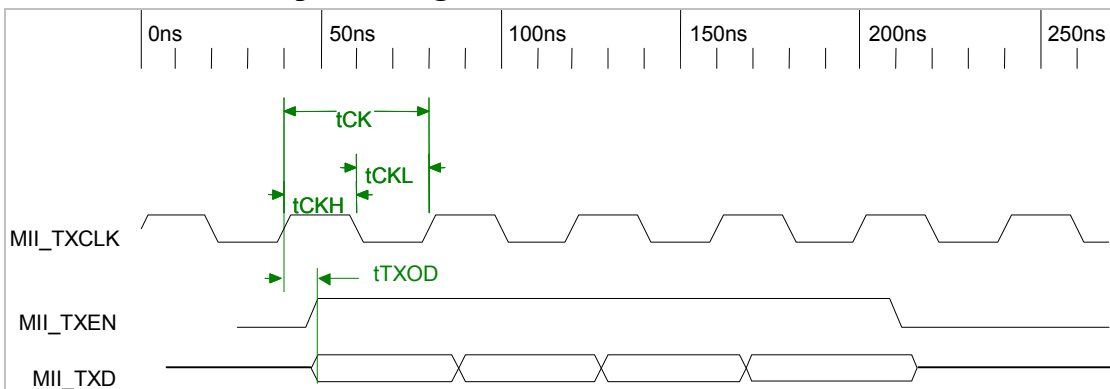 0ns 50ns 100ns 150ns 200ns 250ns
tCK
tCKL
tCKH
MII_TXCLK
tTXOD
MII_TXEN
MII_TXD